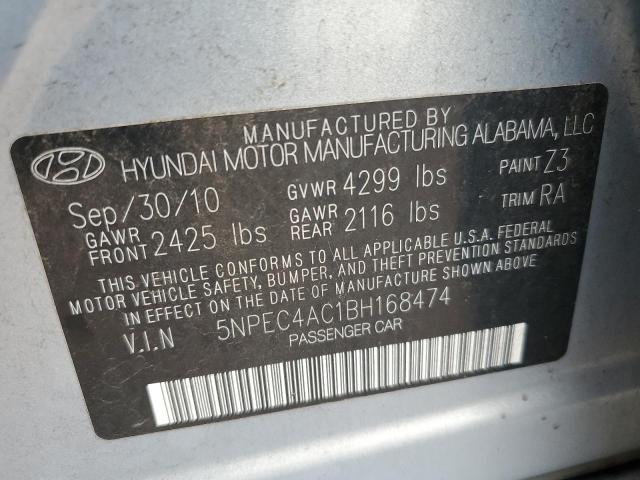 MANUFACTURED BY
HYUNDAI MOTOR MANUFACTURING ALABAMA, LLC
Sep/30/10 GVWR 4299 lbs PAINT Z3
GAWR FRONT 2425 lbs GAWR REAR 2116 lbs TRIM RA
THIS VEHICLE CONFORMS TO ALL APPLICABLE U.S.A. FEDERAL
MOTOR VEHICLE SAFETY, BUMPER, AND THEFT PREVENTION STANDARDS
IN EFFECT ON THE DATE OF MANUFACTURE SHOWN ABOVE
V.I.N 5NPEC4AC1BH168474
PASSENGER CAR